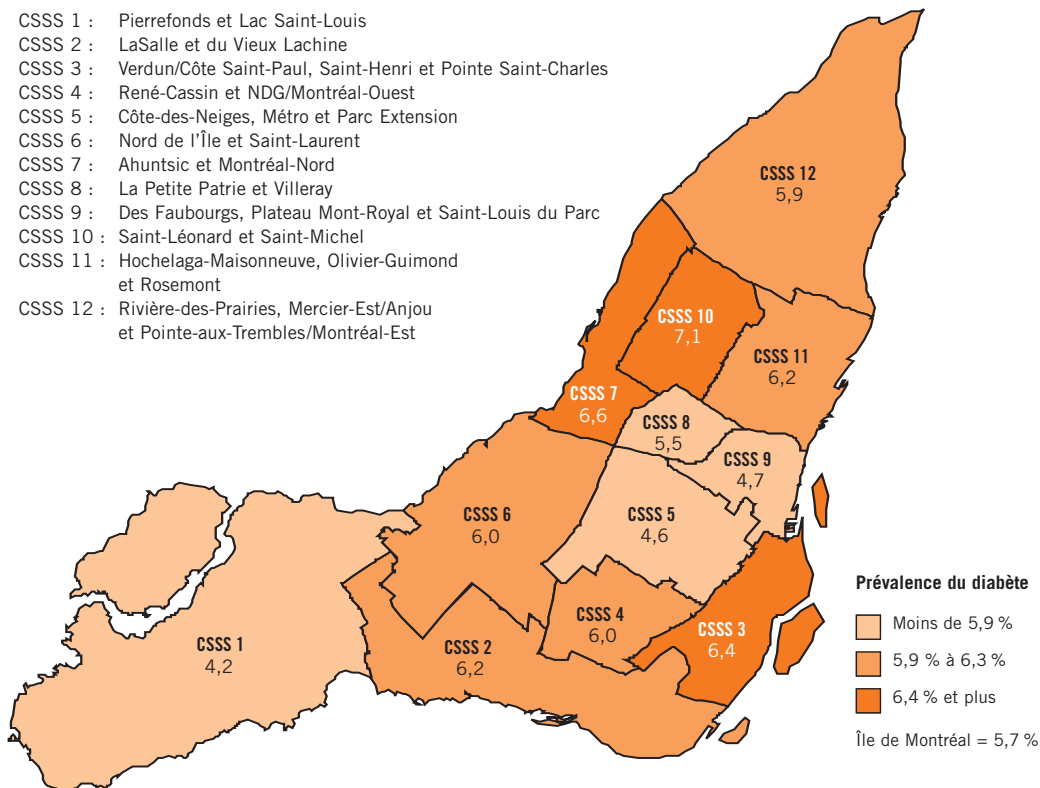 CSSS 1 : Pierrefonds et Lac Saint-Louis
CSSS 2 : LaSalle et du Vieux Lachine
CSSS 3 : Verdun/Côte Saint-Paul, Saint-Henri et Pointe Saint-Charles
CSSS 4 : René-Cassin et NDG/Montréal-Ouest
CSSS 5 : Côte-des-Neiges, Métro et Parc Extension
CSSS 6 : Nord de l'Île et Saint-Laurent
CSSS 7 : Ahuntsic et Montréal-Nord
CSSS 8 : La Petite Patrie et Villeray
CSSS 9 : Des Faubourgs, Plateau Mont-Royal et Saint-Louis du Parc
CSSS 10 : Saint-Léonard et Saint-Michel
CSSS 11 : Hochelaga-Maisonneuve, Olivier-Guimond
et Rosemont
CSSS 12 : Rivière-des-Prairies, Mercier-Est/Anjou
et Pointe-aux-Trembles/Montréal-Est
CSSS 12
5,9
CSSS 10
7,1
CSSS 11
6,2
CSSS 7
6,6
CSSS 8
5,5
CSSS 9
4,7
CSSS 6
6,0
CSSS 5
4,6
CSSS 4
6,0
CSSS 3
6,4
CSSS 1
4,2
CSSS 2
6,2
Prévalence du diabète
Moins de 5,9 %
5,9 % à 6,3 %
6,4 % et plus
Île de Montréal = 5,7 %